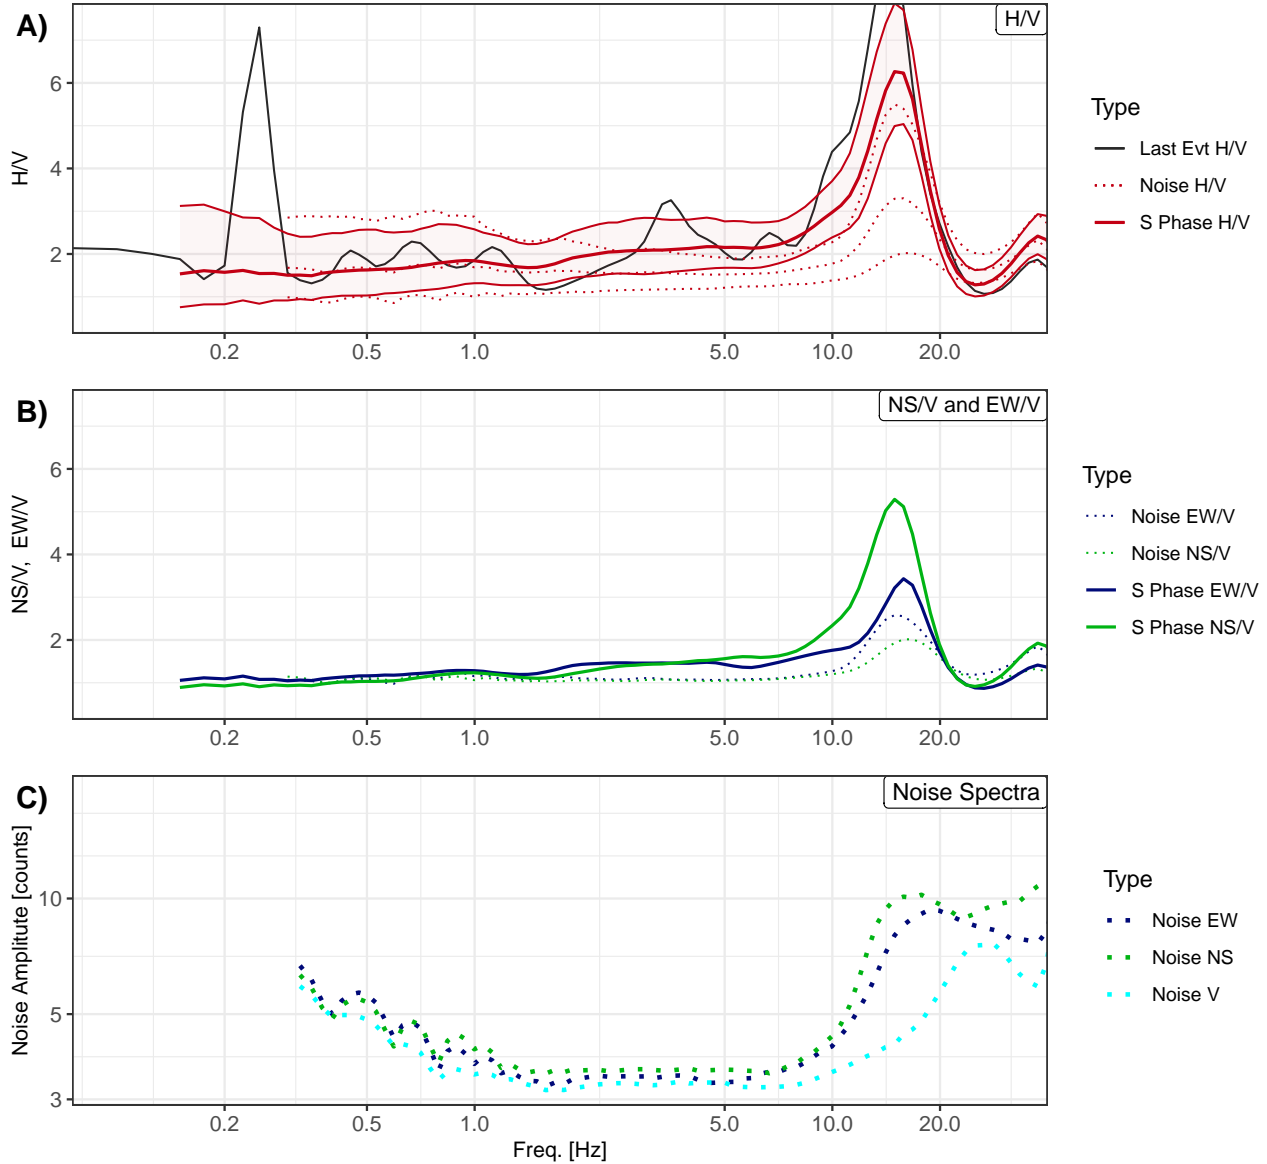 A)
H/V
H/V
6
4
2
0.2 0.5 1.0 5.0 10.0 20.0
Type
Last Evt H/V
Noise H/V
S Phase H/V
B)
NS/V and EW/V
NS/V, EW/V
6
4
2
0.2 0.5 1.0 5.0 10.0 20.0
Type
Noise EW/V
Noise NS/V
S Phase EW/V
S Phase NS/V
C)
Noise Spectra
Noise Amplitute [counts]
10
5
3
0.2 0.5 1.0 5.0 10.0 20.0
Freq. [Hz]
Type
Noise EW
Noise NS
Noise V